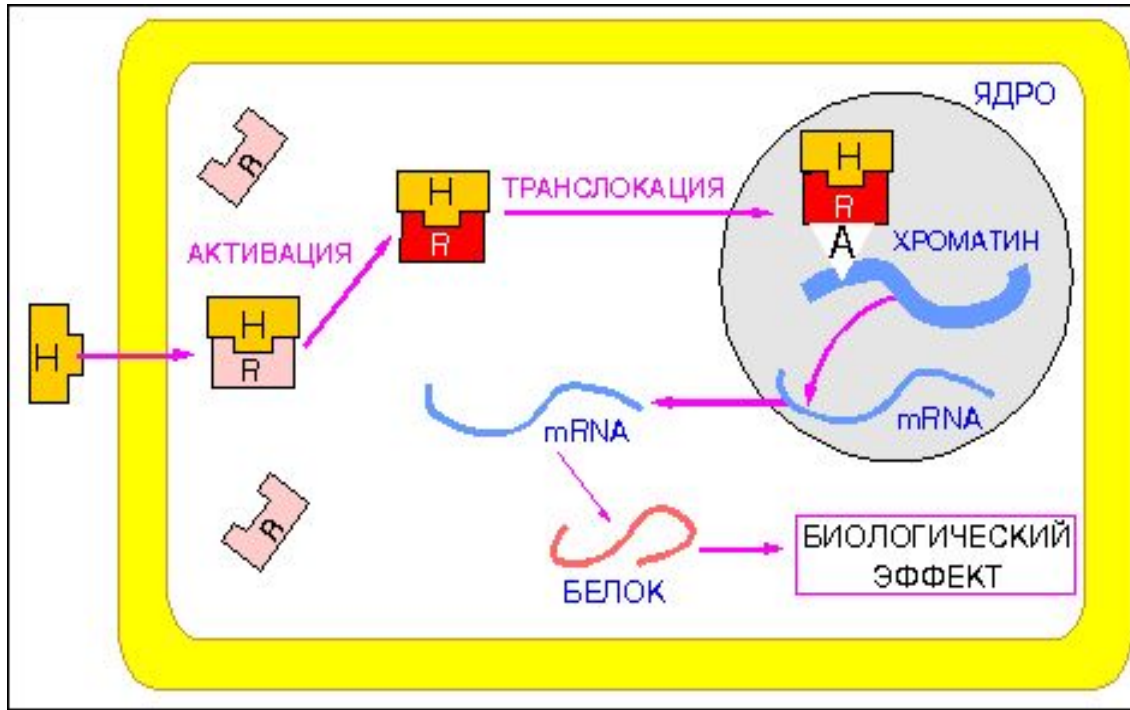 ЯДРО
R
H
R
A
ХРОМАТИН
H
R
ТРАНСЛОКАЦИЯ
АКТИВАЦИЯ
H
H
R
mRNA
mRNA
R
БЕЛОК
БИОЛОГИЧЕСКИЙ
ЭФФЕКТ